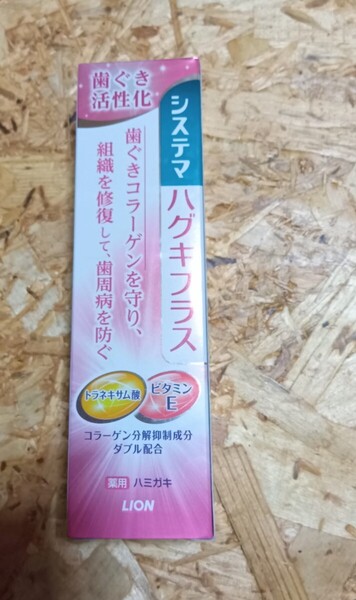 歯ぐき
活性化
システマ
ハグキプラス
歯ぐきコラーゲンを守り、
組織を修復して、歯周病を防ぐ
トラネキサム酸
ビタミン
E
コラーゲン分解抑制成分
ダブル配合
薬用 ハミガキ
LION